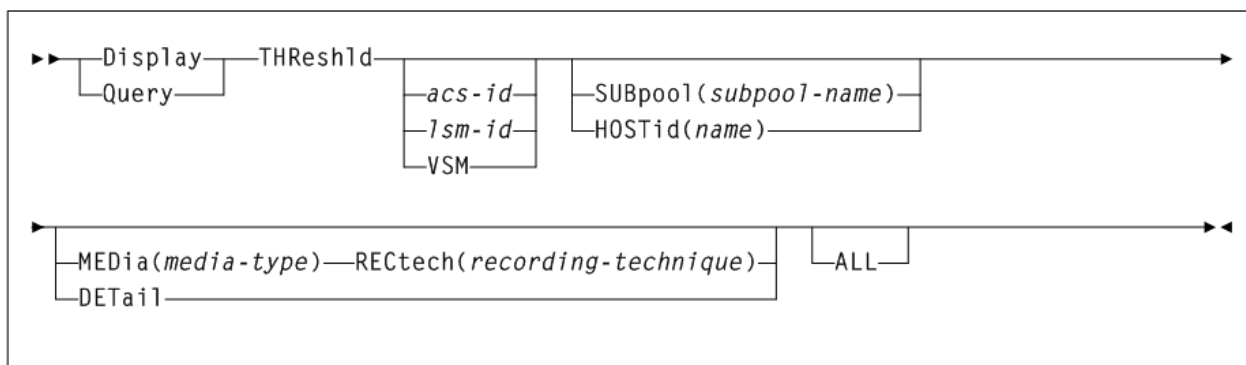 Display THReshld
Query acs-id SUBpool(subpool-name)
lsm-id HOSTid(name)
VSM
MEDia(media-type) RECtech(recording-technique) ALL
DETail